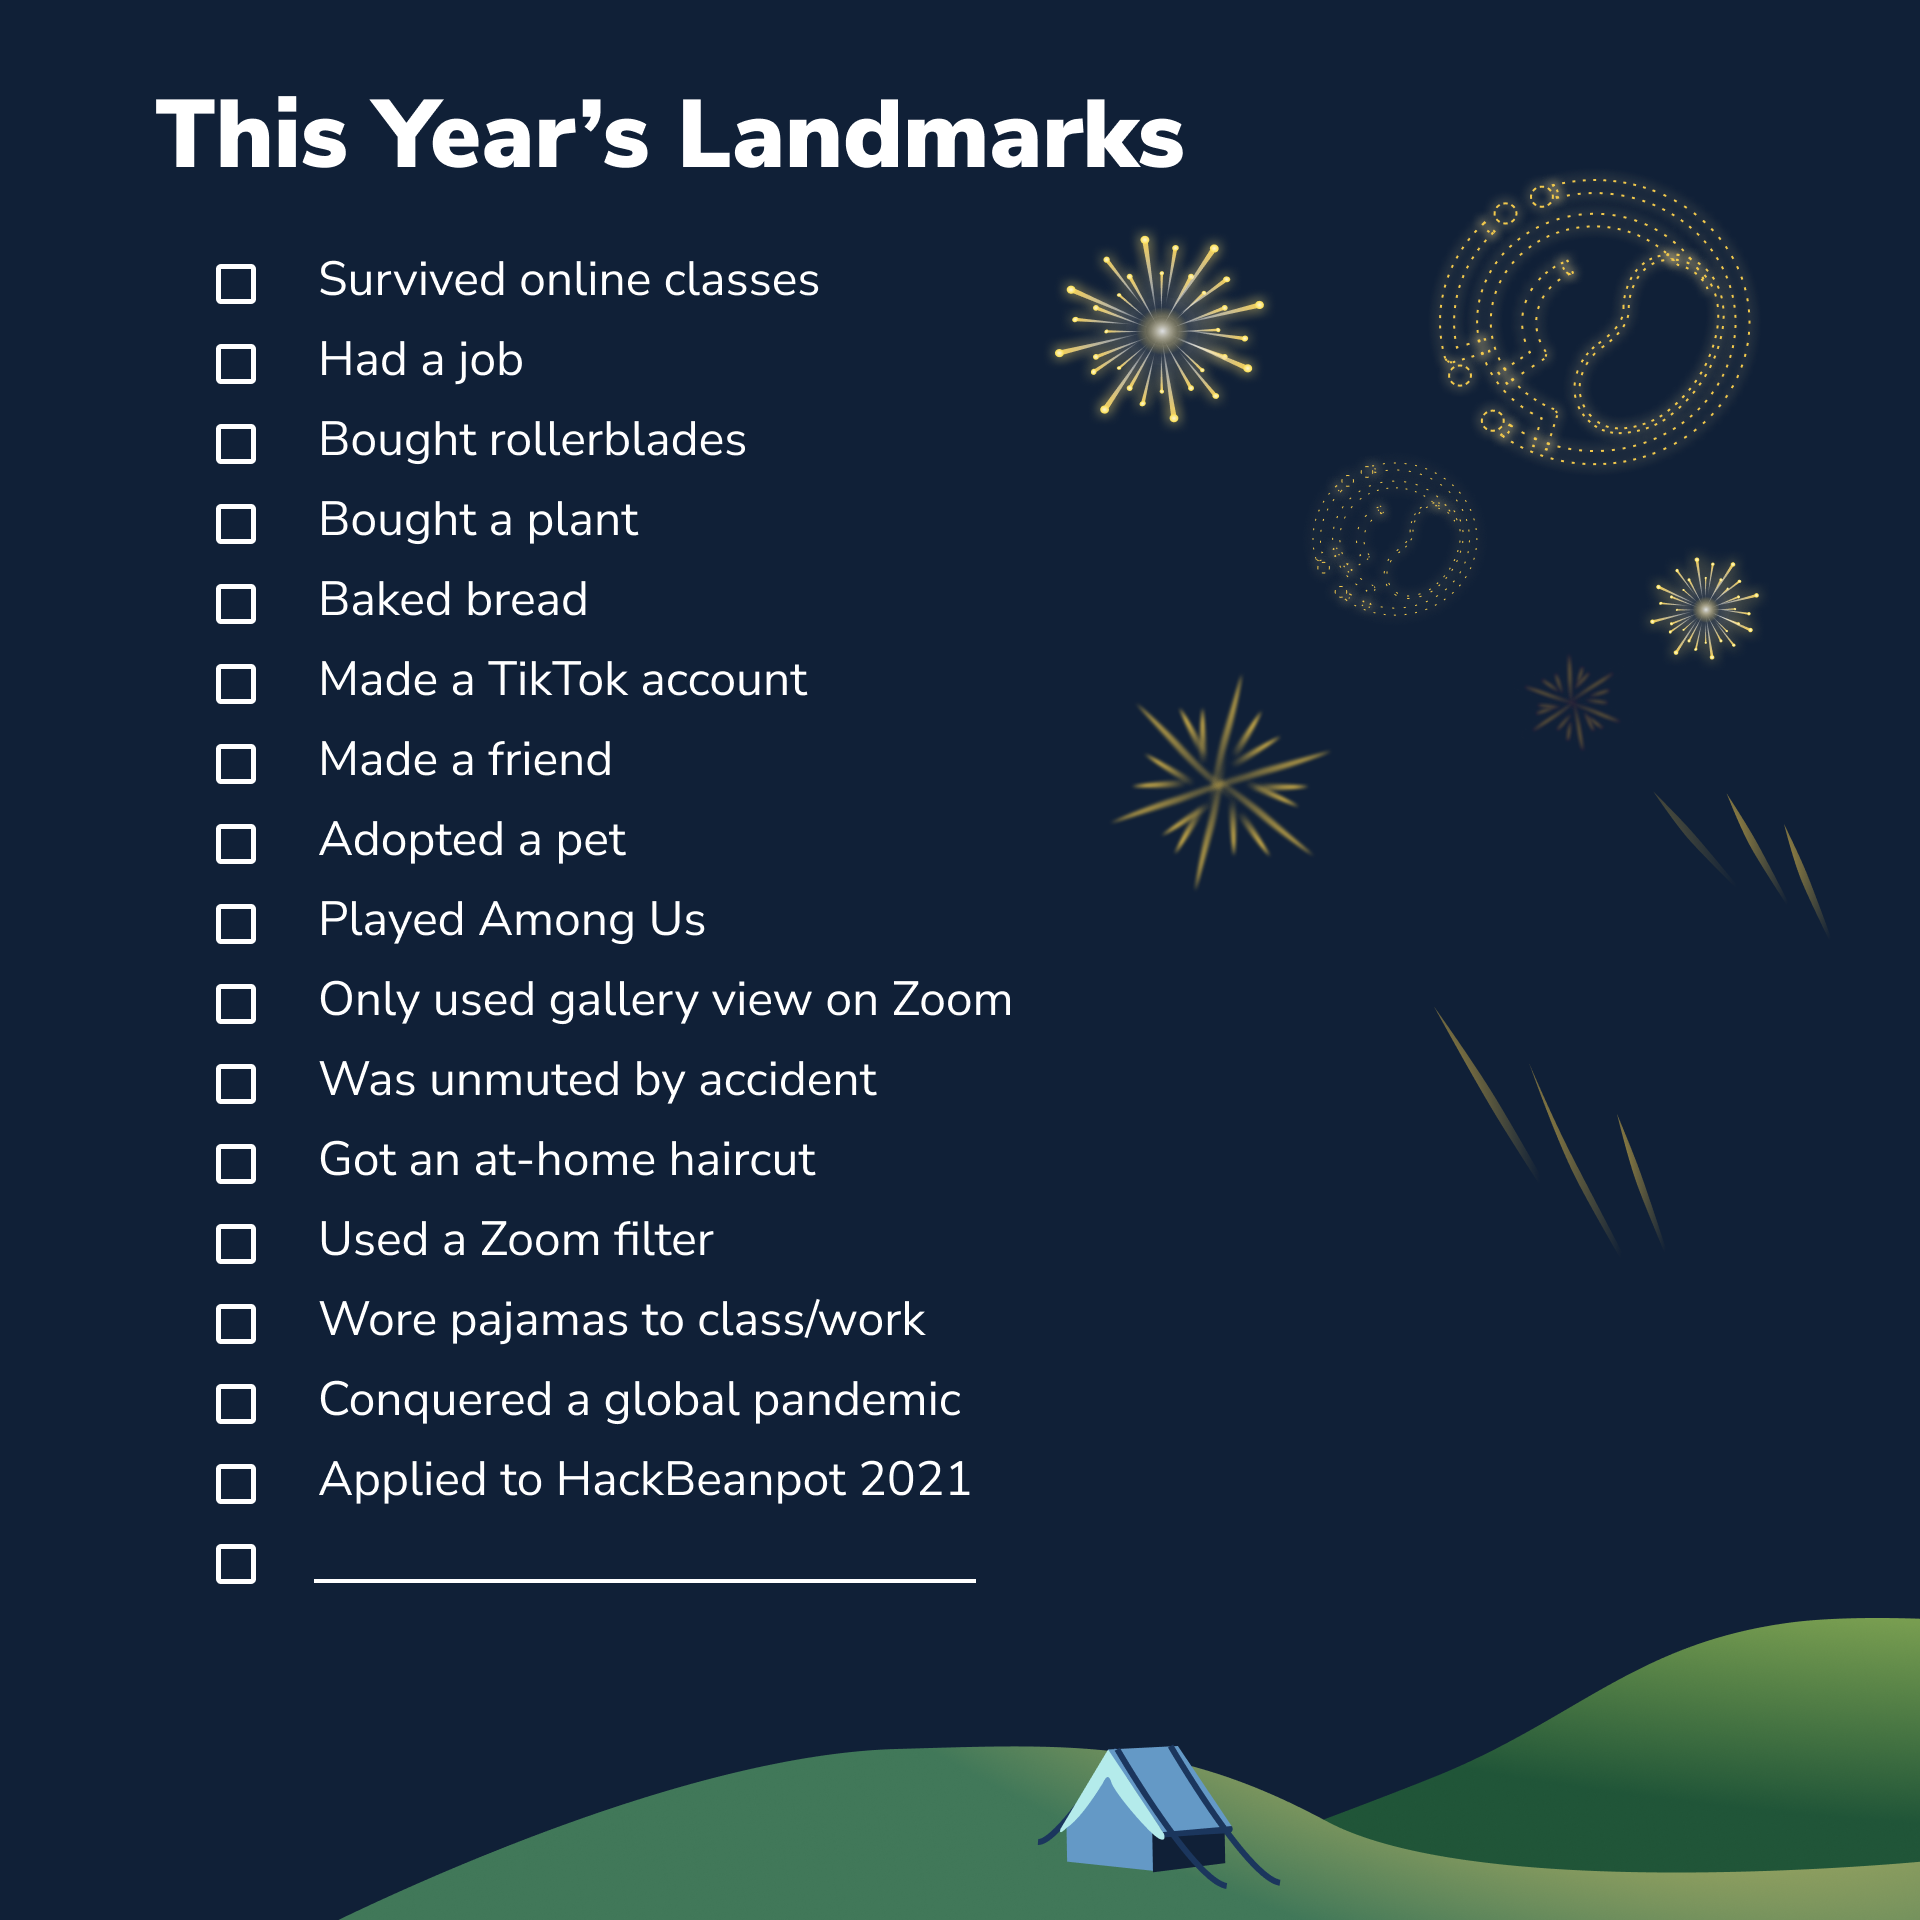 This Year’s Landmarks
Survived online classes
Had a job
Bought rollerblades
Bought a plant
Baked bread
Made a TikTok account
Made a friend
Adopted a pet
Played Among Us
Only used gallery view on Zoom
Was unmuted by accident
Got an at-home haircut
Used a Zoom filter
Wore pajamas to class/work
Conquered a global pandemic
Applied to HackBeanpot 2021